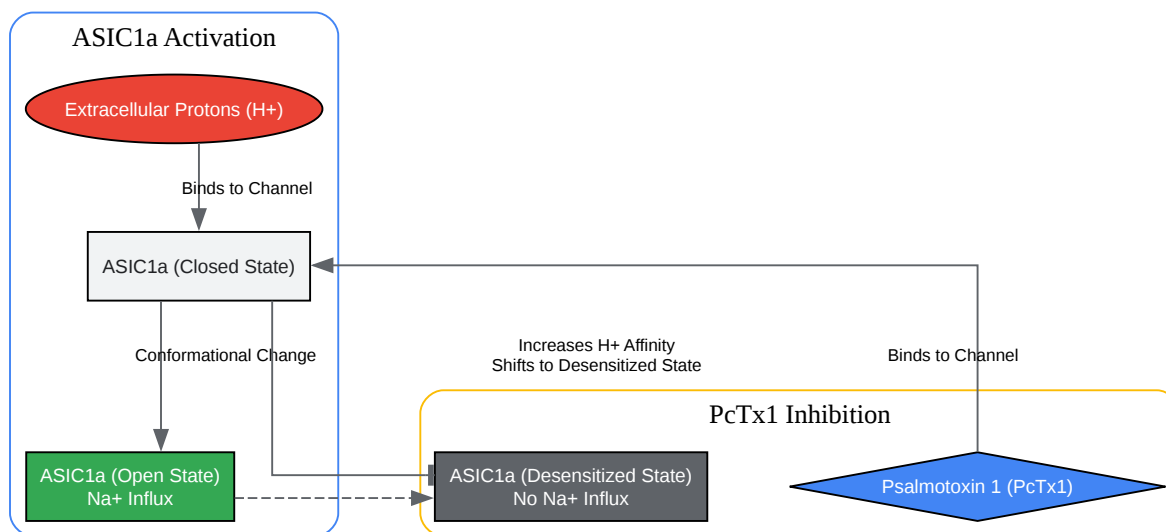 ASIC1a Activation
Extracellular Protons (H+)
Binds to Channel
ASIC1a (Closed State)
Conformational Change
Increases H+ Affinity
Shifts to Desensitized State
Binds to Channel
PcTx1 Inhibition
ASIC1a (Open State)
Na+ Influx
ASIC1a (Desensitized State)
No Na+ Influx
Psalmotoxin 1 (PcTx1)